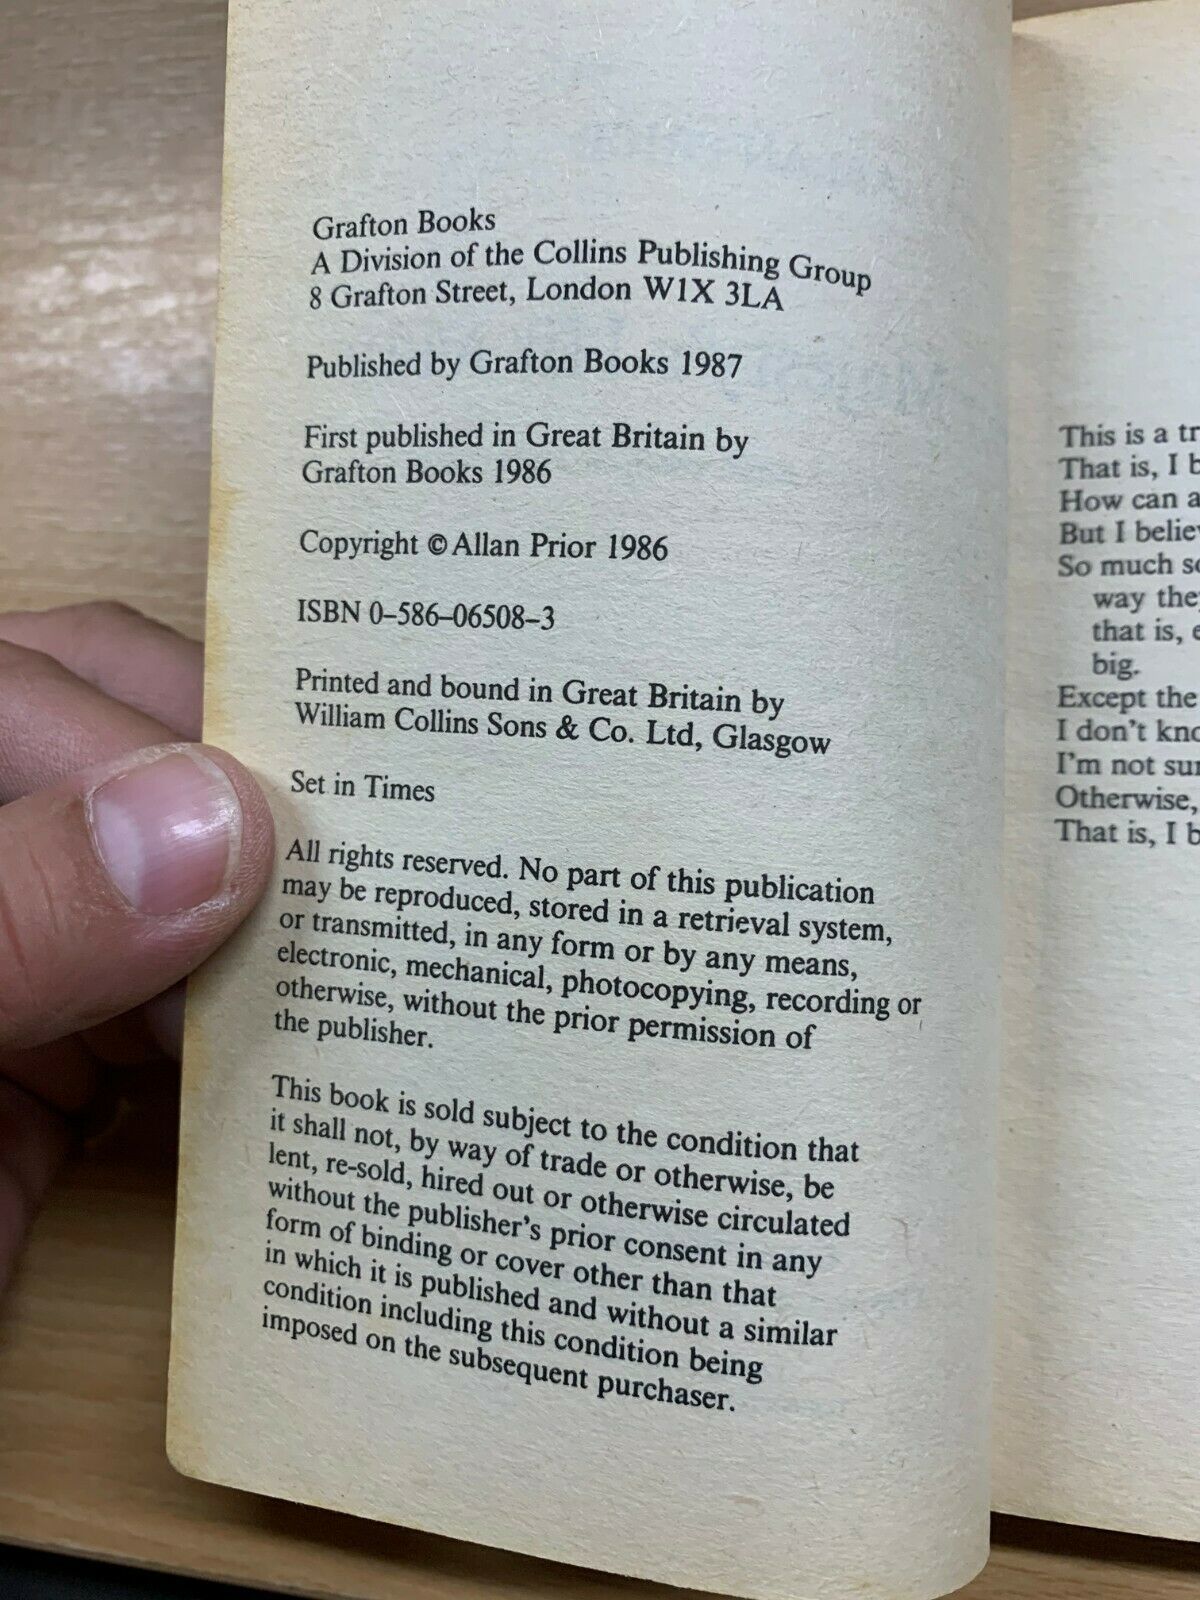 Grafton Books
A Division of the Collins Publishing Group
8 Grafton Street, London W1X 3LA
Published by Grafton Books 1987
First published in Great Britain by
Grafton Books 1986
Copyright © Allan Prior 1986
ISBN 0–586–06508–3
Printed and bound in Great Britain by
William Collins Sons & Co. Ltd, Glasgow
Set in Times
All rights reserved. No part of this publication
may be reproduced, stored in a retrieval system,
or transmitted, in any form or by any means,
electronic, mechanical, photocopying, recording or
otherwise, without the prior permission of
the publisher.
This book is sold subject to the condition that
it shall not, by way of trade or otherwise, be
lent, re-sold, hired out or otherwise circulated
without the publisher's prior consent in any
form of binding or cover other than that
in which it is published and without a similar
condition including this condition being
imposed on the subsequent purchaser.
This is a
That is, I
How can
But I
So much
way
that is,
big.
Except the
I don't
I'm not
Otherwise,
That is, I